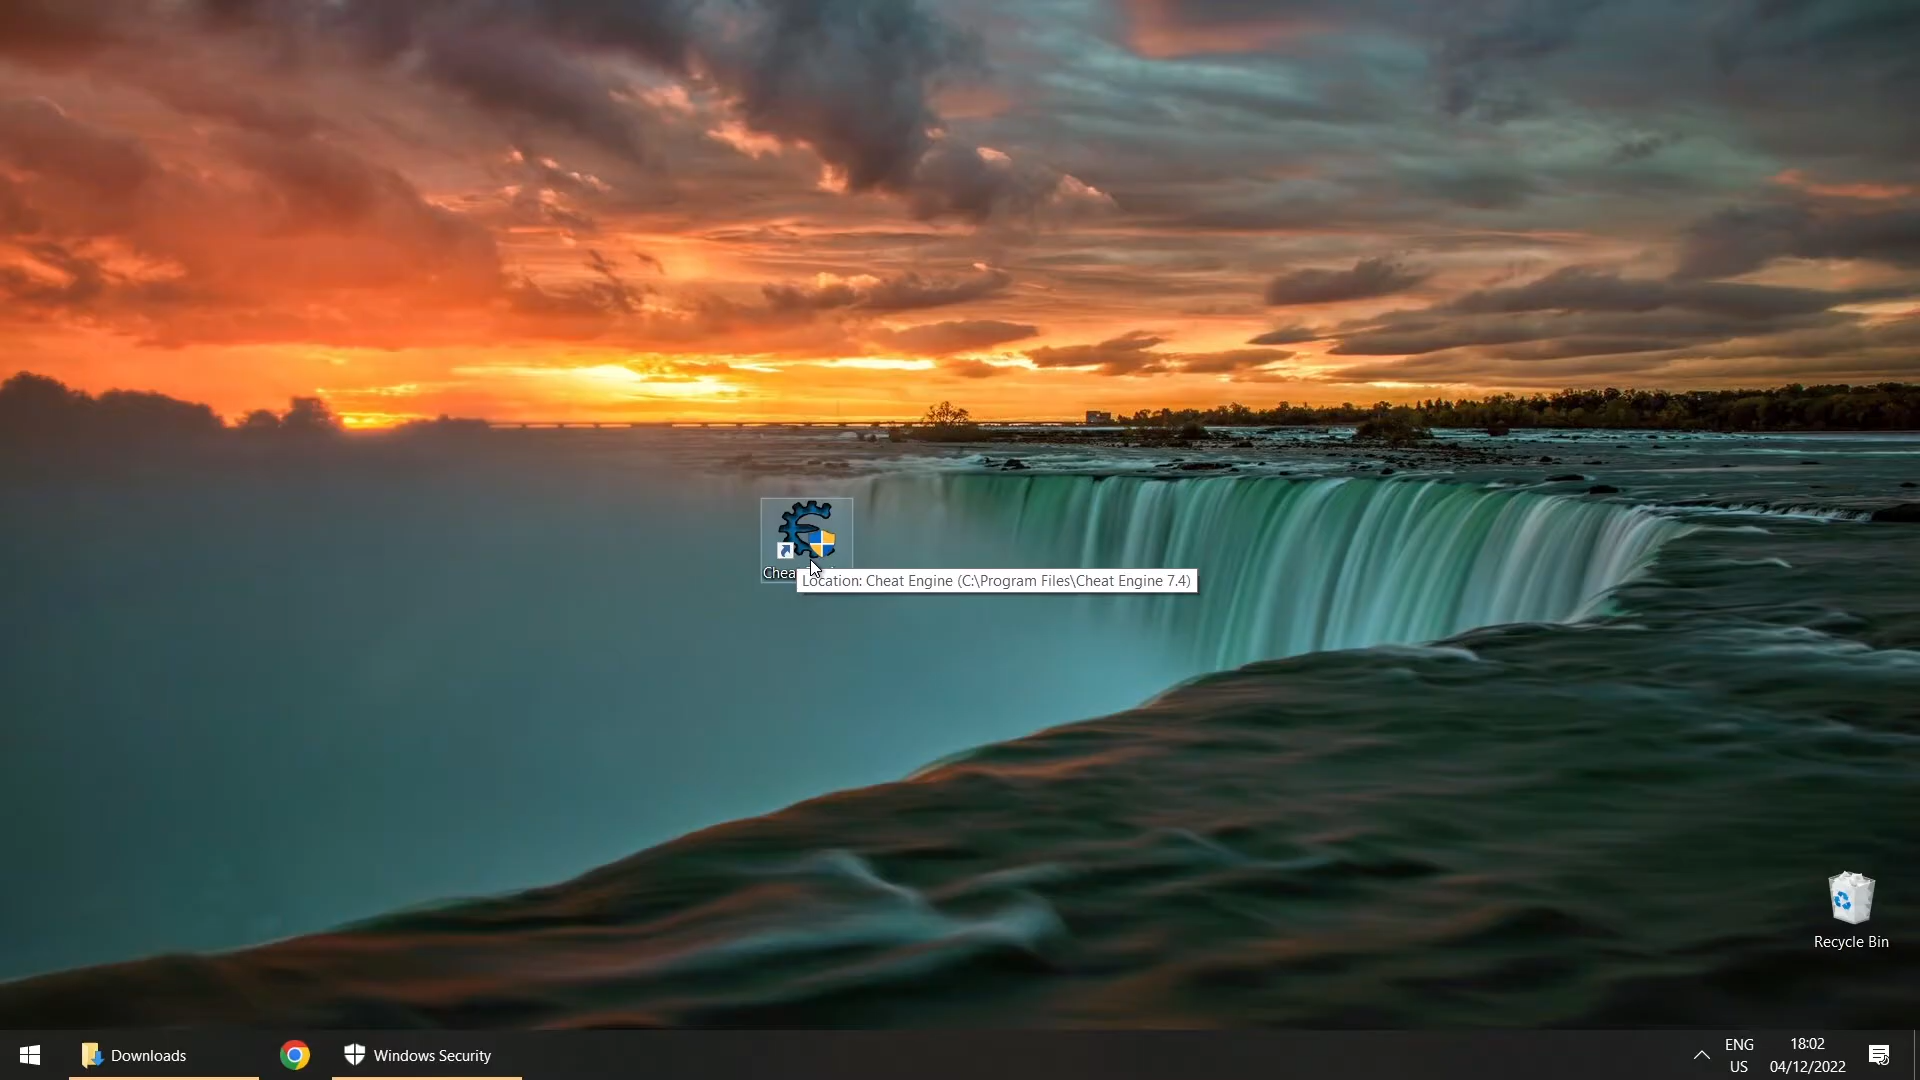 Chea
Location: Cheat Engine (C:\Program Files\Cheat Engine 7.4)
Recycle Bin
Downloads
Windows Security
ENG
US
18:02
04/12/2022